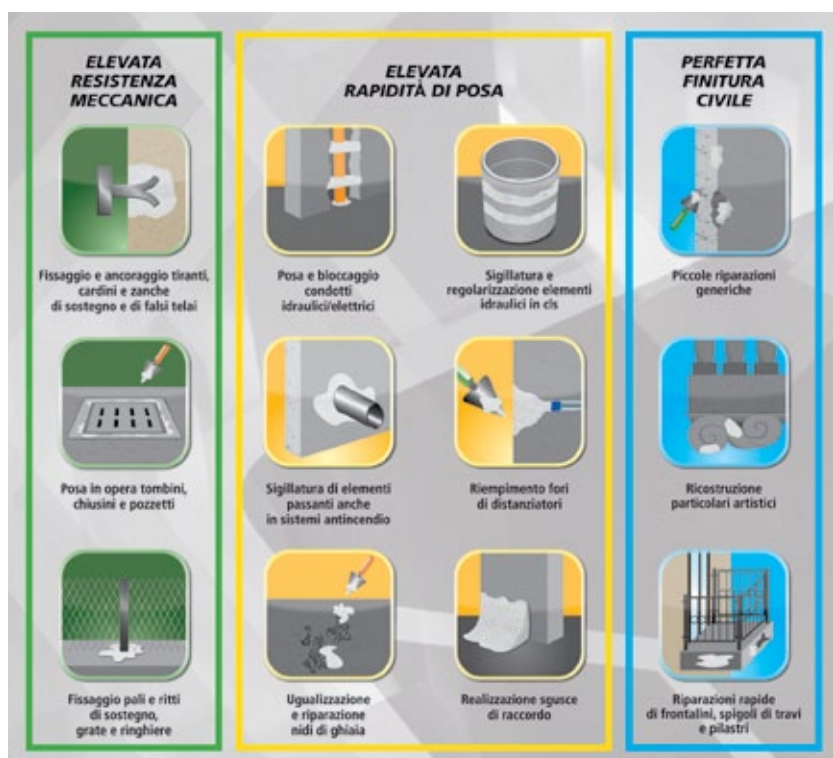 ELEVATA
RESISTENZA
MECCANICA
Fissaggio e ancoraggio tiranti,
cardini e zanche
di sostegno e di falsi telai
Posa in opera tombini,
chiusini e pozzetti
Fissaggio pali e ritti
di sostegno,
grate e ringhiere
ELEVATA
RAPIDITÀ DI POSA
Posa e bloccaggio
condotti
idraulici/elettrici
Sigillatura e
regolarizzazione elementi
idraulici in cls
Sigillatura di elementi
passanti anche
in sistemi antincendio
Riempimento fori
di distanziatori
Ugualizzazione
e riparazione
nidi di ghiaia
Realizzazione sgusce
di raccordo
PERFETTA
FINITURA
CIVILE
Piccole riparazioni
generiche
Ricostruzione
particolari artistici
Riparazioni rapide
di frontalini, spigoli di travi
e pilastri